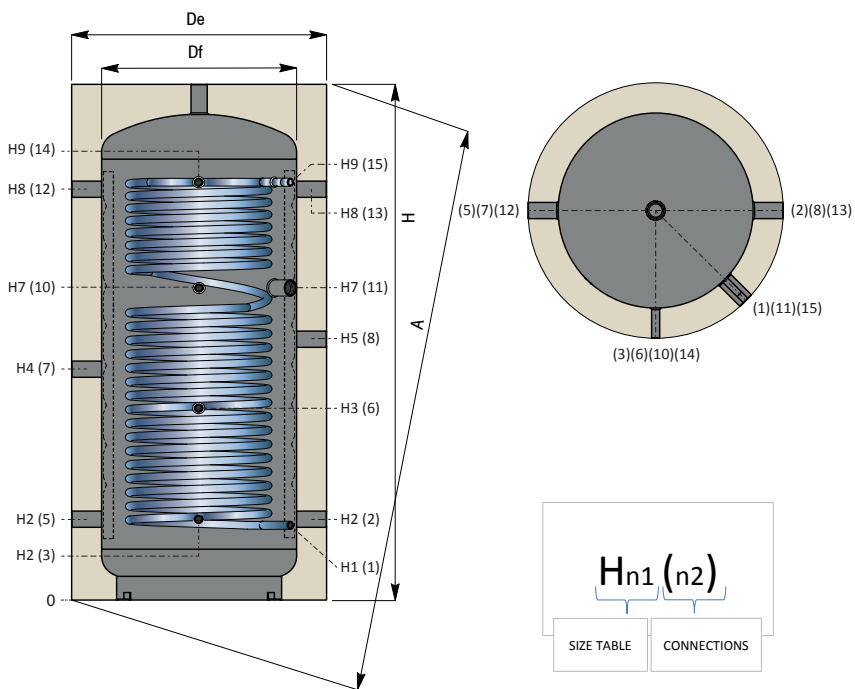 De
Df
H9 (14)
H8 (12)
H7 (10)
H4 (7)
H2 (5)
H2 (3)
0
H9 (15)
H8 (13)
H7 (11)
H5 (8)
H3 (6)
H2 (2)
H1 (1)
H
A
(5)(7)(12)
(2)(8)(13)
(1)(11)(15)
(3)(6)(10)(14)
Hn1 (n2)
SIZE TABLE
CONNECTIONS